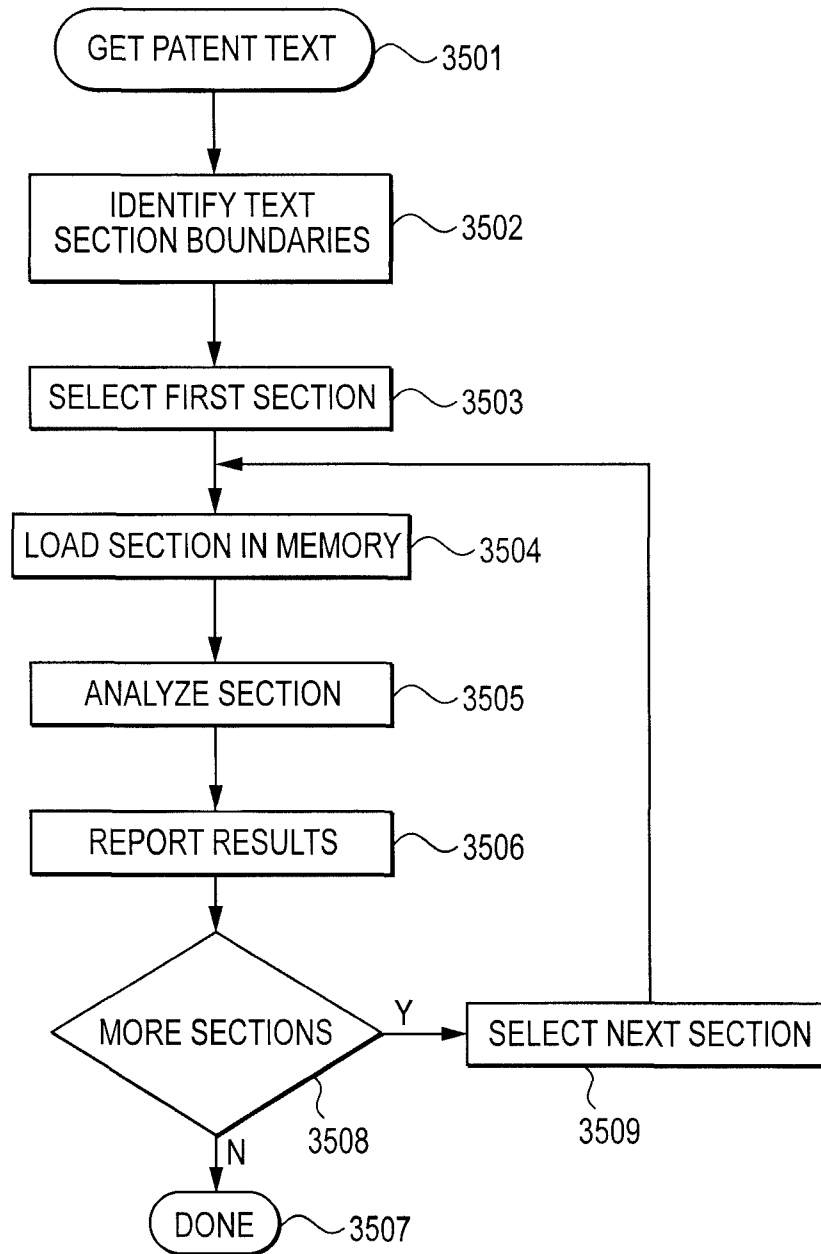 GET PATENT TEXT
3501
IDENTIFY TEXT
SECTION BOUNDARIES
3502
SELECT FIRST SECTION
3503
LOAD SECTION IN MEMORY
3504
ANALYZE SECTION
3505
REPORT RESULTS
3506
MORE SECTIONS
Y
SELECT NEXT SECTION
3508
3509
N
DONE
3507